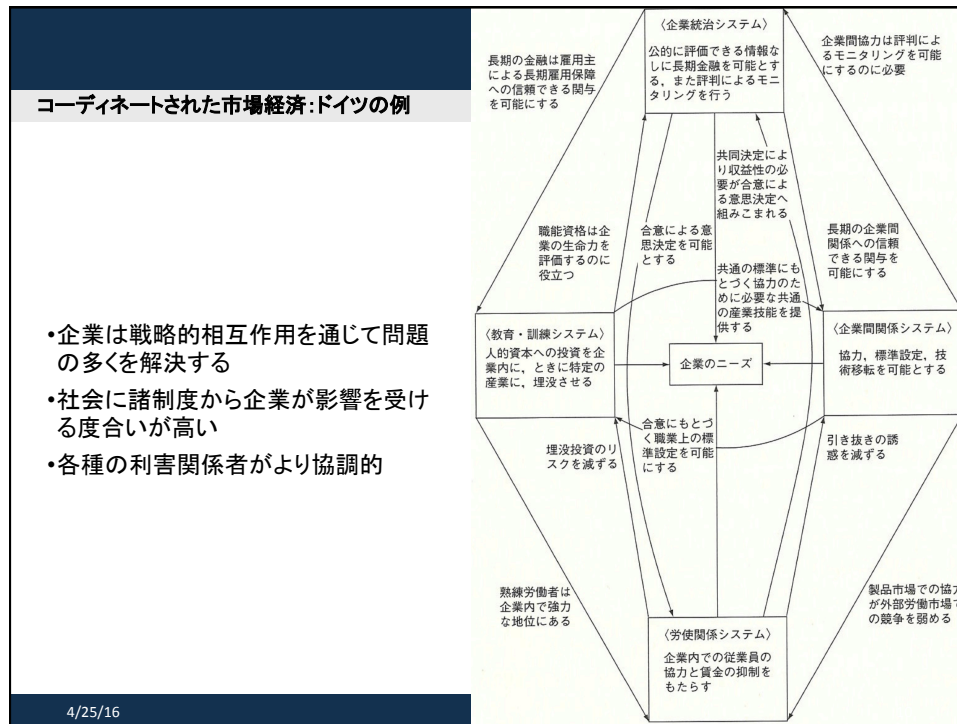 コーディネートされた市場経済:ドイツの例
•企業は戦略的相互作用を通じて問題
の多くを解決する
•社会に諸制度から企業が影響を受け
る度合いが高い
•各種の利害関係者がより協調的
4/25/16
〈企業統治システム〉
公的に評価できる情報な
しに長期金融を可能とす
る，また評判によるモニ
タリングを行う
長期の金融は雇用主
による長期雇用保障
への信頼できる関与
を可能にする
企業間協力は評判によ
るモニタリングを可能
にするのに必要
共同決定によ
り収益性の必
要が合意によ
る意思決定へ
組みこまれる
職能資格は企
業の生命力を
評価するのに
役立つ
合意による意
思決定を可能
とする
長期の企業間
関係への信頼
できる関与を
可能にする
共通の標準にも
とづく協力のた
めに必要な共通
の産業技能を提
供する
〈教育・訓練システム〉
人的資本への投資を企
業内に，ときに特定の
産業に，埋没させる
企業のニーズ
〈企業間関係システム〉
協力，標準設定，技
術移転を可能とする
合意にもとづ
く職業上の標
準設定を可能
にする
埋没投資のリ
スクを減ずる
引き抜きの誘
惑を減ずる
熟練労働者は
企業内で強力
な地位にある
製品市場での協力
が外部労働市場で
の競争を弱める
〈労使関係システム〉
企業内での従業員の
協力と賃金の抑制を
もたらす